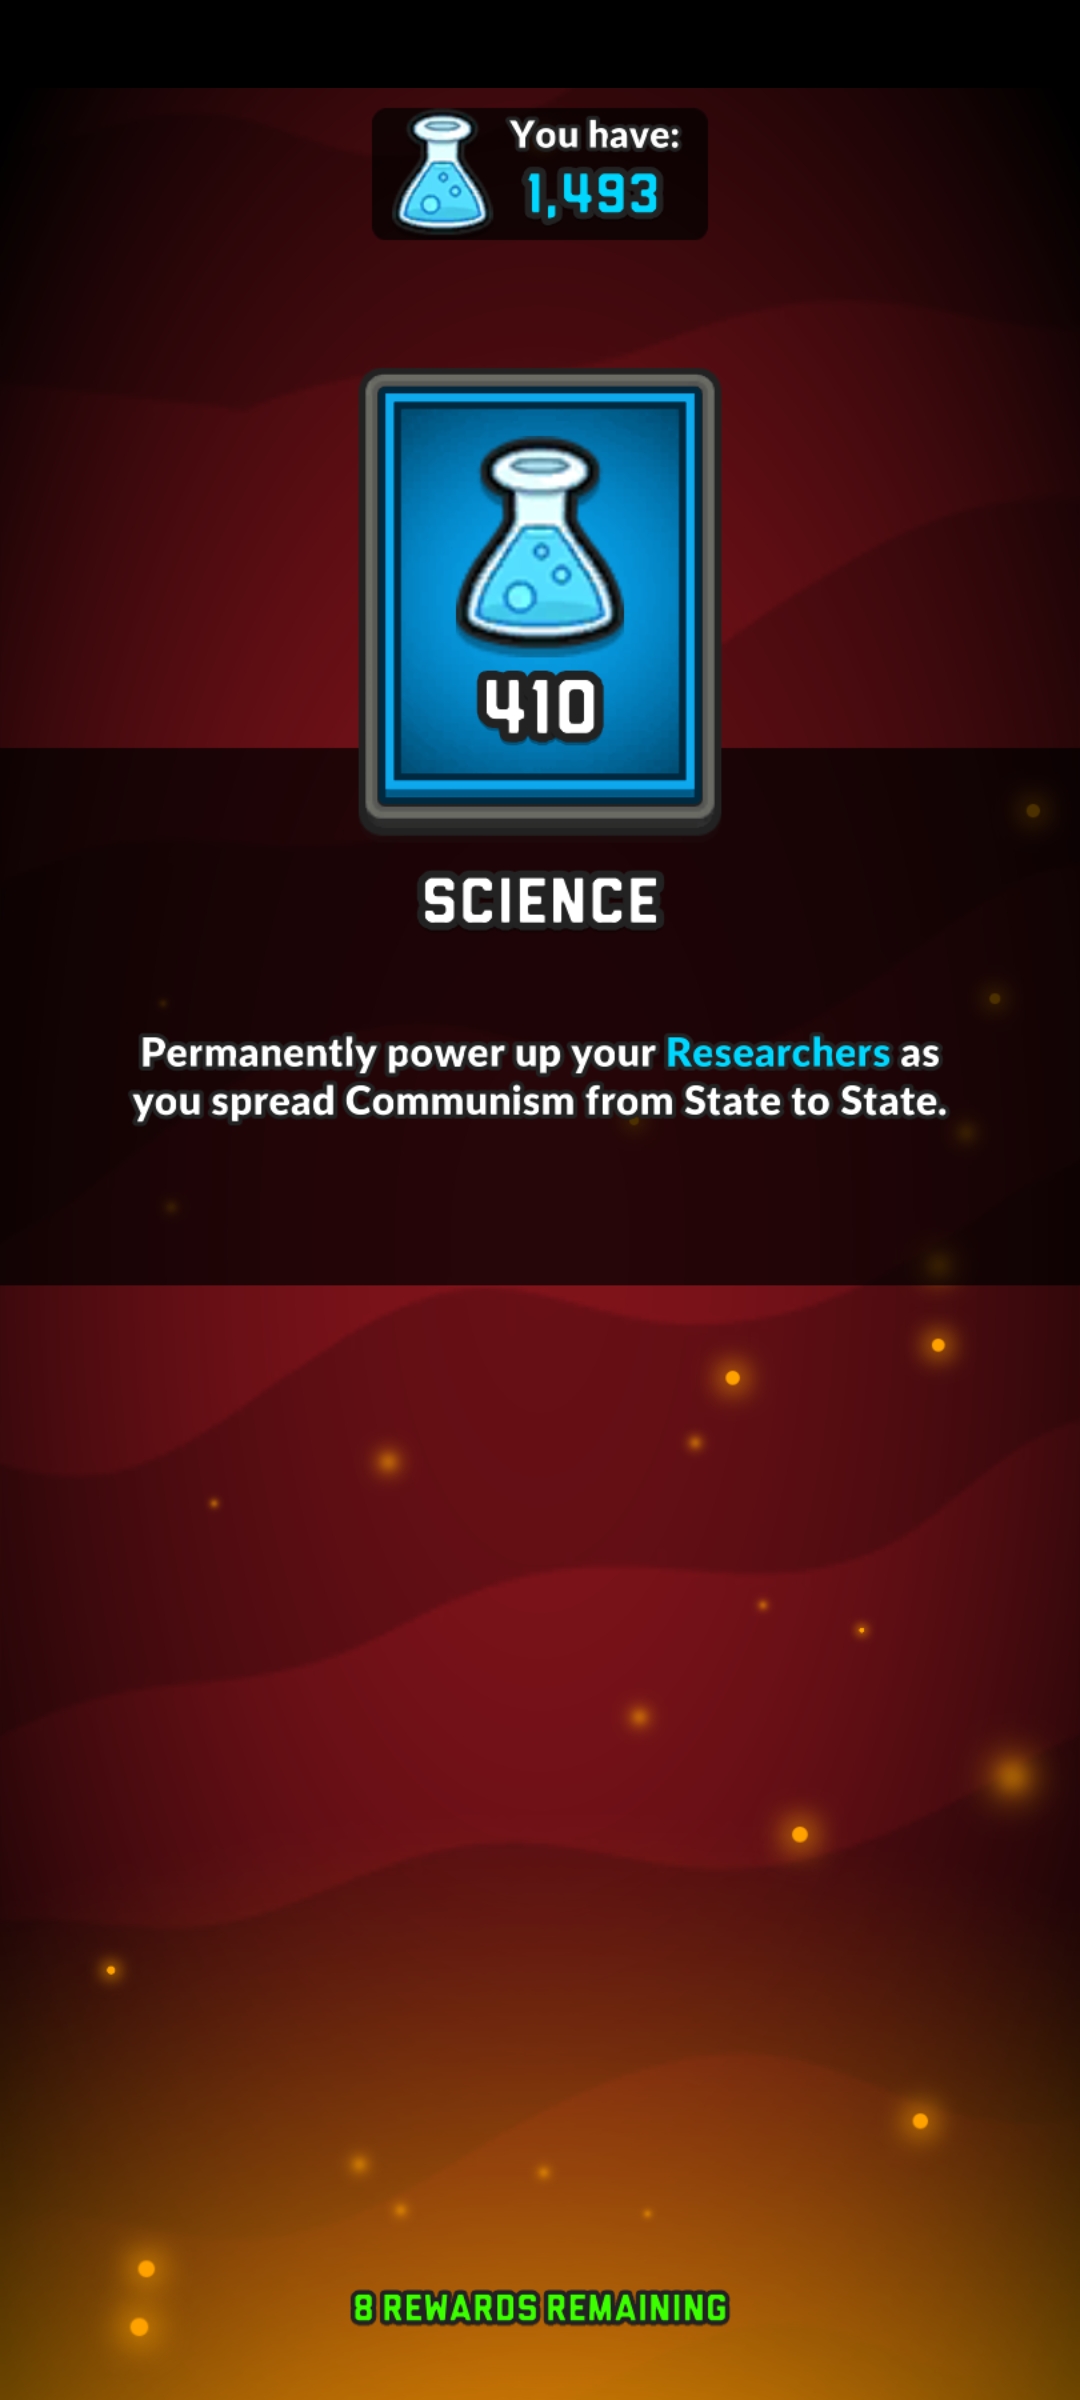 You have:
1,493
410
SCIENCE
Permanently power up your Researchers as
you spread Communism from State to State.
8 REWARDS REMAINING